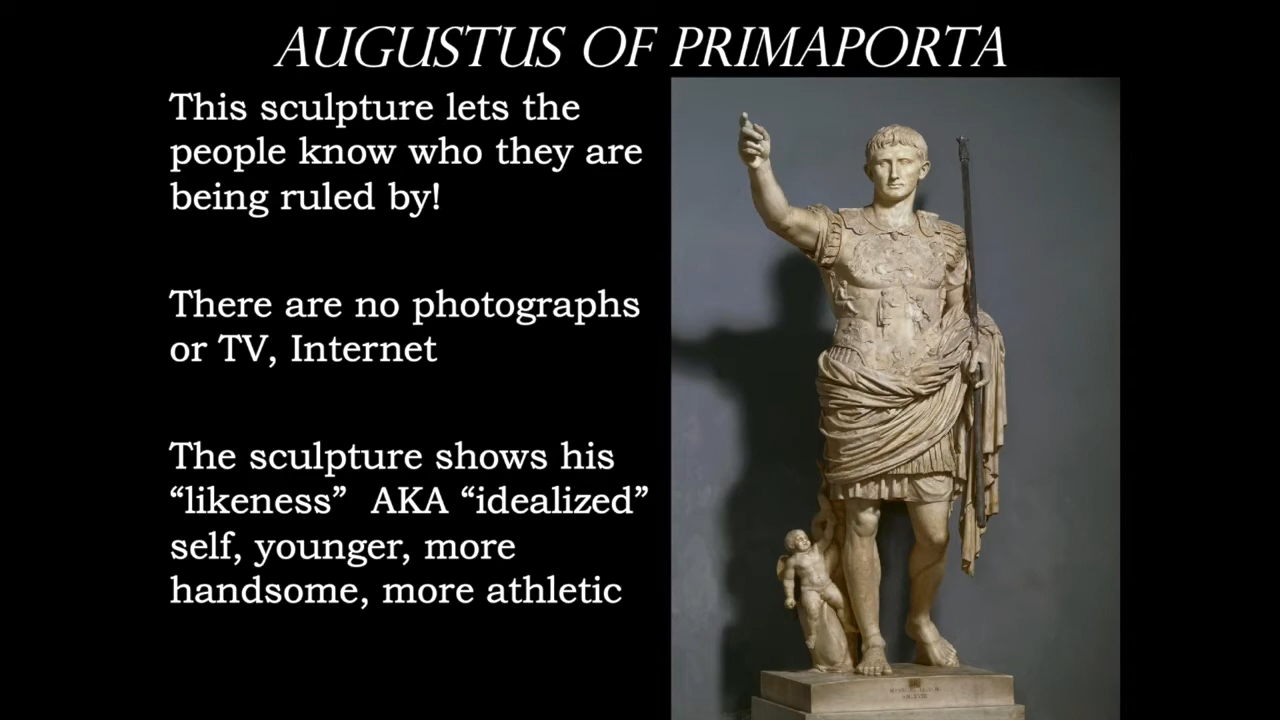 AUGUSTUS OF PRIMAPORTA
This sculpture lets the
people know who they are
being ruled by!
There are no photographs
or TV, Internet
The sculpture shows his
“likeness”  AKA “idealized”
self, younger, more
handsome, more athletic